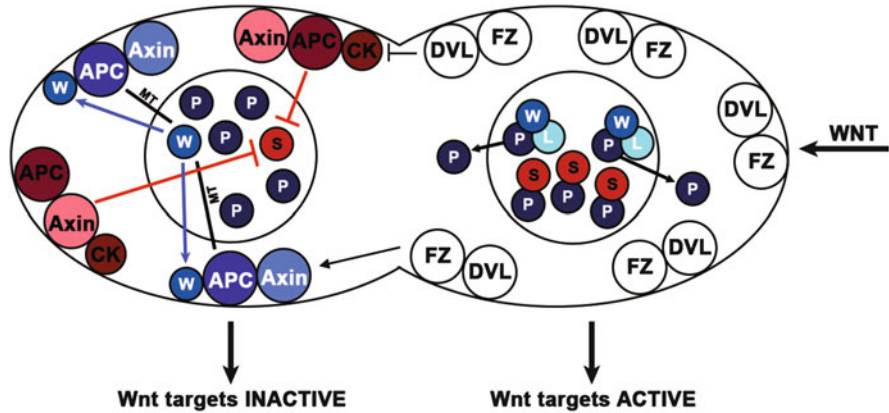 Axin APC CK
DVL FZ
DVL FZ
W APC Axin
MT
P P
P W P L
W P L
DVL FZ
WNT
W P S
P
S S S
P P P
P
P P
APC Axin CK
MT
W APC Axin
FZ DVL
FZ DVL
Wnt targets INACTIVE
Wnt targets ACTIVE